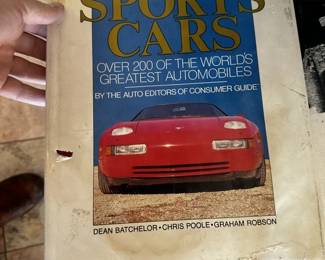 SPORTS
CARS
OVER 200 OF THE WORLD'S
GREATEST AUTOMOBILES
BY THE AUTO EDITORS OF CONSUMER GUIDE
DEAN BATCHELOR • CHRIS POOLE • GRAHAM ROBSON